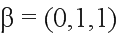 β = (0,1,1)